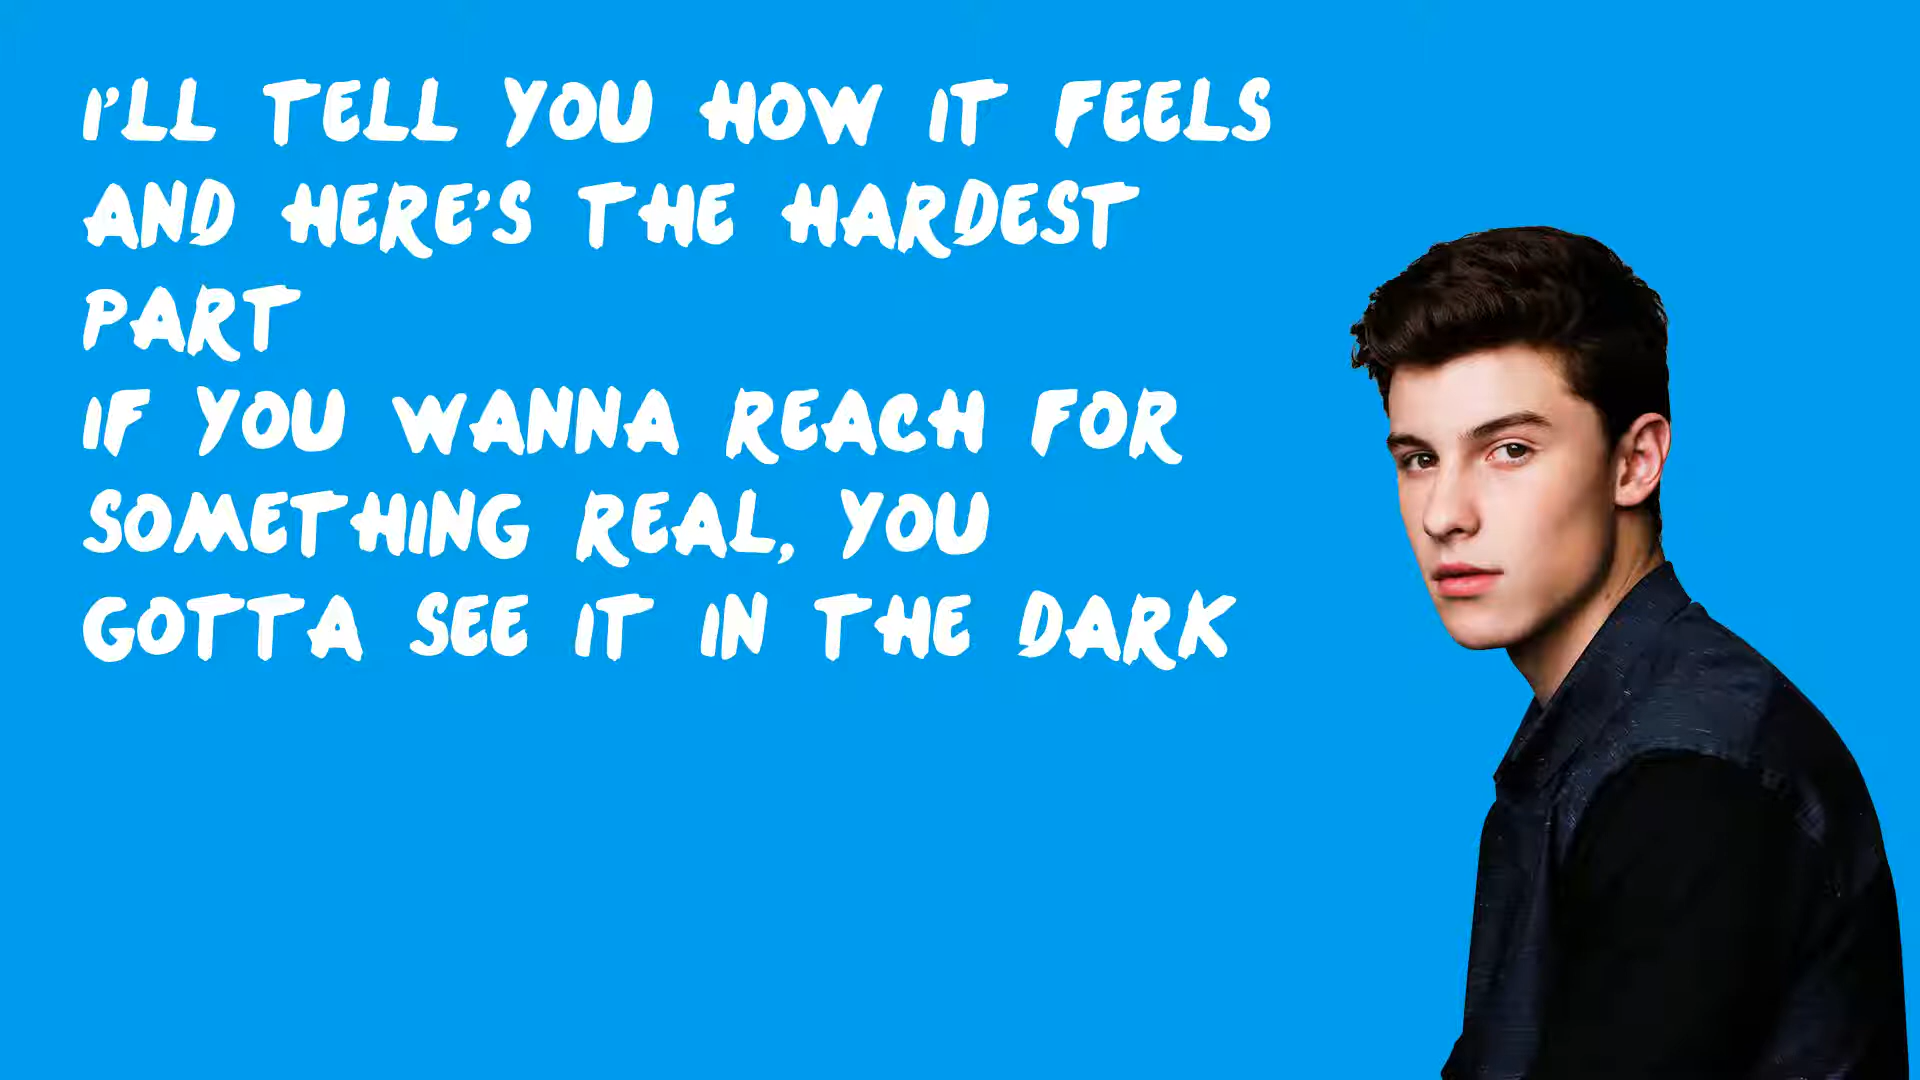 I'LL TELL YOU HOW IT FEELS
AND HERE'S THE HARDEST
PART
IF YOU WANNA REACH FOR
SOMETHING REAL, YOU
GOTTA SEE IT IN THE DARK